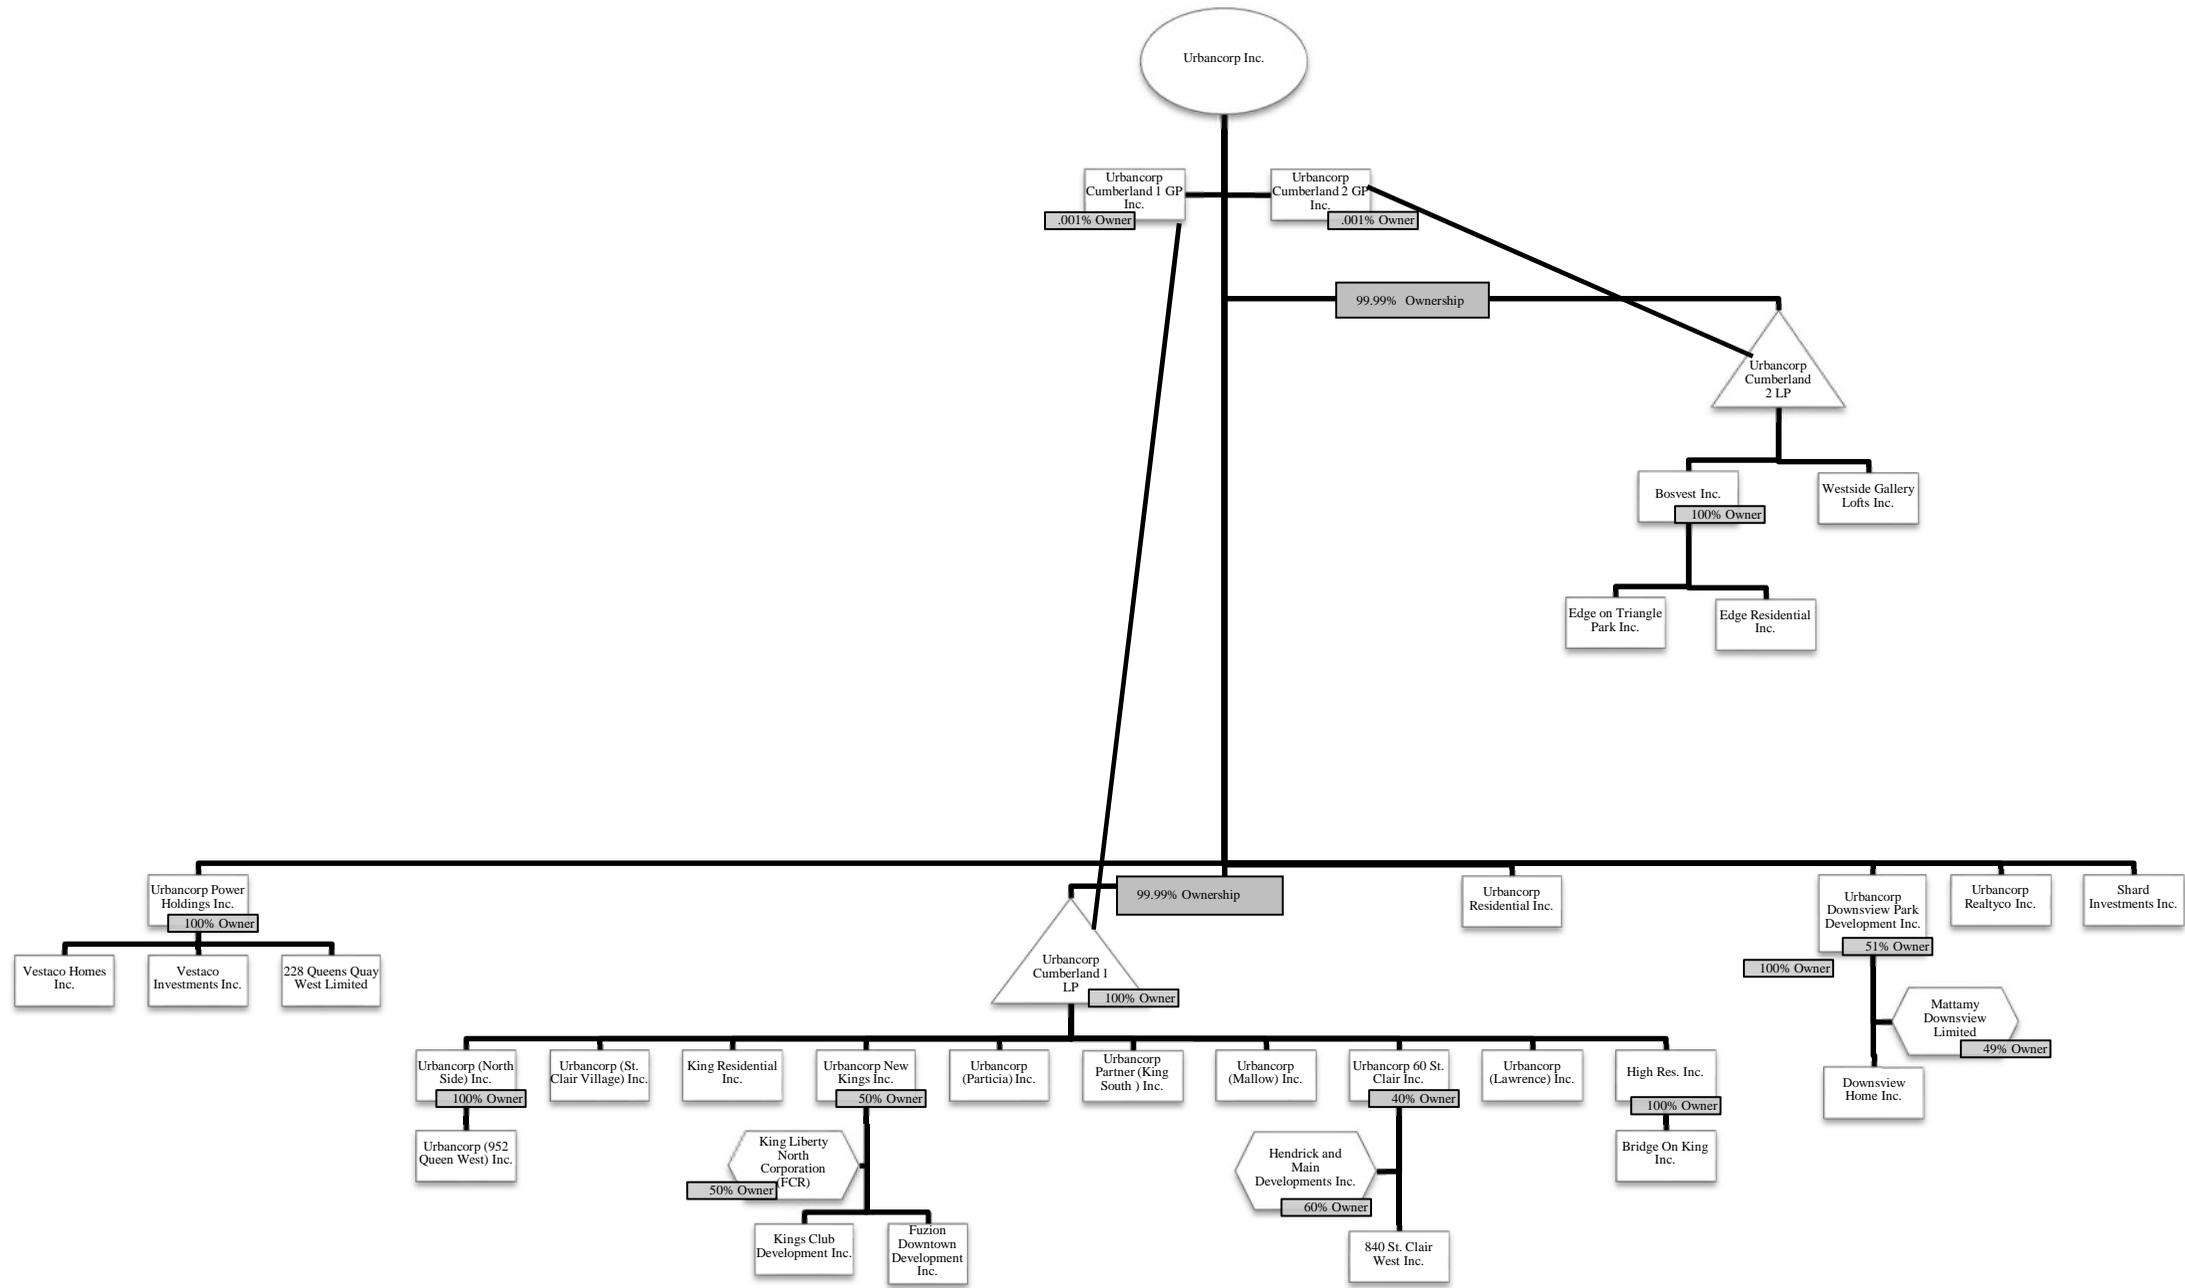 Urbancorp Inc.
Urbancorp
Cumberland 1 GP
Inc.
.001% Owner
Urbancorp
Cumberland 2 GP
Inc.
.001% Owner
99.99% Ownership
Urbancorp
Cumberland
2 LP
Bosvest Inc.
100% Owner
Westside Gallery
Lofts Inc.
Edge on Triangle
Park Inc.
Edge Residential
Inc.
Urbancorp Power
Holdings Inc.
100% Owner
99.99% Ownership
Urbancorp
Residential Inc.
Urbancorp
Downsview Park
Development Inc.
51% Owner
100% Owner
Urbancorp
Realtyco Inc.
Shard
Investments Inc.
Vestaco Homes
Inc.
Vestaco
Investments Inc.
228 Queens Quay
West Limited
Urbancorp
Cumberland 1
LP
100% Owner
Mattamy
Downsview
Limited
49% Owner
Downsview
Home Inc.
Urbancorp (North
Side) Inc.
100% Owner
Urbancorp (St.
Clair Village) Inc.
King Residential
Inc.
Urbancorp New
Kings Inc.
50% Owner
Urbancorp
(Particia) Inc.
Urbancorp
Partner (King
South ) Inc.
Urbancorp
(Mallow) Inc.
Urbancorp 60 St.
Clair Inc.
40% Owner
Urbancorp
(Lawrence) Inc.
High Res. Inc.
100% Owner
Urbancorp (952
Queen West) Inc.
King Liberty
North
Corporation
(FCR)
50% Owner
Hendrick and
Main
Developments Inc.
60% Owner
Bridge On King
Inc.
Kings Club
Development Inc.
Fuzion
Downtown
Development
Inc.
840 St. Clair
West Inc.